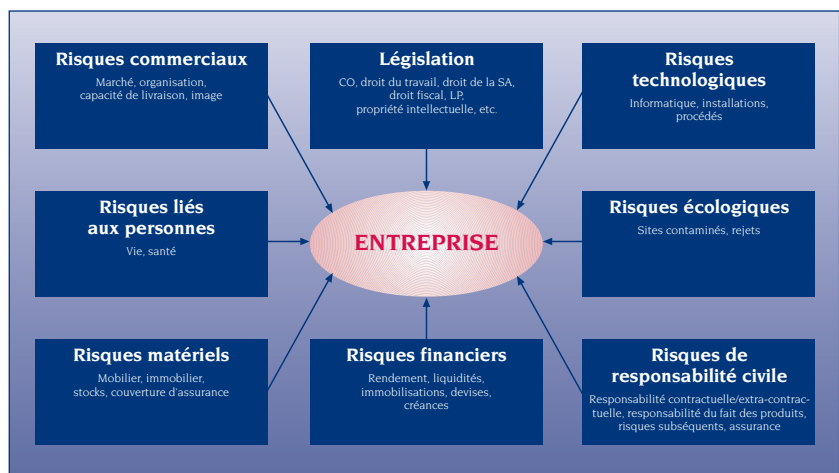 Risques commerciaux
Marché, organisation,
capacité de livraison, image
Législation
CO, droit du travail, droit de la SA,
droit fiscal, LP,
propriété intellectuelle, etc.
Risques
technologiques
Informatique, installations,
procédés
Risques liés
aux personnes
Vie, santé
ENTREPRISE
Risques écologiques
Sites contaminés, rejets
Risques matériels
Mobilier, immobilier,
stocks, couverture d'assurance
Risques financiers
Rendement, liquidités,
immobilisations, devises,
créances
Risques de
responsabilité civile
Responsabilité contractuelle/extra-contrac-
tuelle, responsabilité du fait des produits,
risques subséquents, assurance